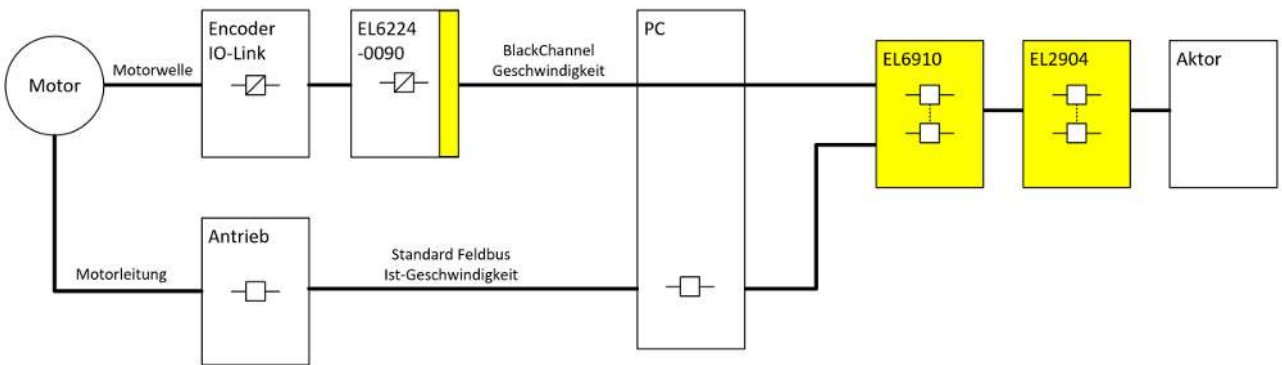 Motor
Motorwelle
Encoder
IO-Link
EL6224
-0090
BlackChannel
Geschwindigkeit
PC
EL6910
EL2904
Aktor
Motorleitung
Antrieb
Standard Feldbus
Ist-Geschwindigkeit